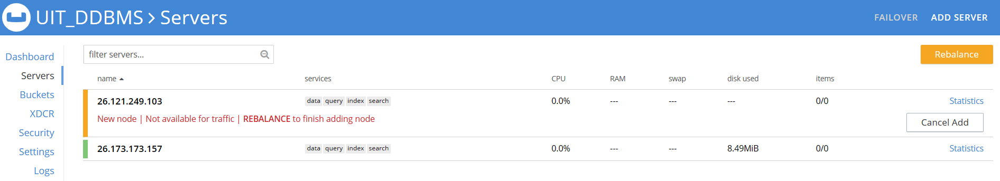 UIT_DDBMS > Servers
FAILOVER ADD SERVER
Dashboard
Servers
Buckets
XDCR
Security
Settings
Logs
filter servers...
Rebalance
name services CPU RAM swap disk used items
26.121.249.103 data query index search 0.0% --- --- --- 0/0 Statistics
New node | Not available for traffic | REBALANCE to finish adding node
Cancel Add
26.173.173.157 data query index search 0.0% --- --- 8.49MiB 0/0 Statistics